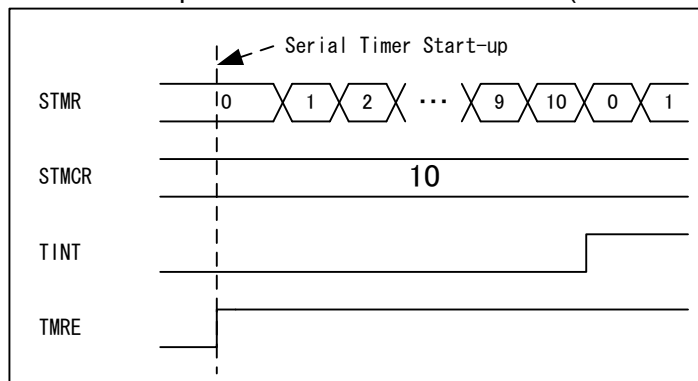 Serial Timer Start-up
STMR 0 1 2 ... 9 10 0 1
STMCR 10
TINT
TMRE